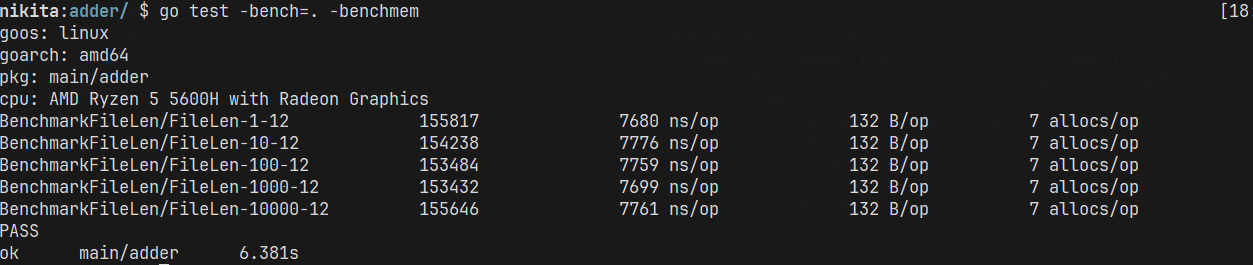 nikita:adder/ $ go test -bench=. -benchmem [18
goos: linux
goarch: amd64
pkg: main/adder
cpu: AMD Ryzen 5 5600H with Radeon Graphics
BenchmarkFileLen/FileLen-1-12 155817 7680 ns/op 132 B/op 7 allocs/op
BenchmarkFileLen/FileLen-10-12 154238 7776 ns/op 132 B/op 7 allocs/op
BenchmarkFileLen/FileLen-100-12 153484 7759 ns/op 132 B/op 7 allocs/op
BenchmarkFileLen/FileLen-1000-12 153432 7699 ns/op 132 B/op 7 allocs/op
BenchmarkFileLen/FileLen-10000-12 155646 7761 ns/op 132 B/op 7 allocs/op
PASS
ok main/adder 6.381s